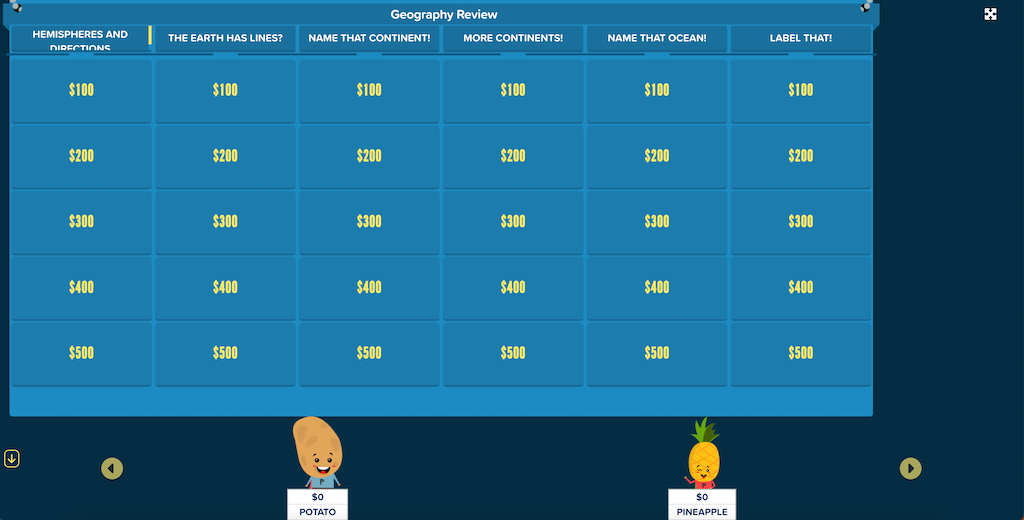 Geography Review
HEMISPHERES AND
DIRECTIONS
THE EARTH HAS LINES?
NAME THAT CONTINENT!
MORE CONTINENTS!
NAME THAT OCEAN!
LABEL THAT!
$100 $100 $100 $100 $100 $100
$200 $200 $200 $200 $200 $200
$300 $300 $300 $300 $300 $300
$400 $400 $400 $400 $400 $400
$500 $500 $500 $500 $500 $500
P
P
$0
POTATO
$0
PINEAPPLE